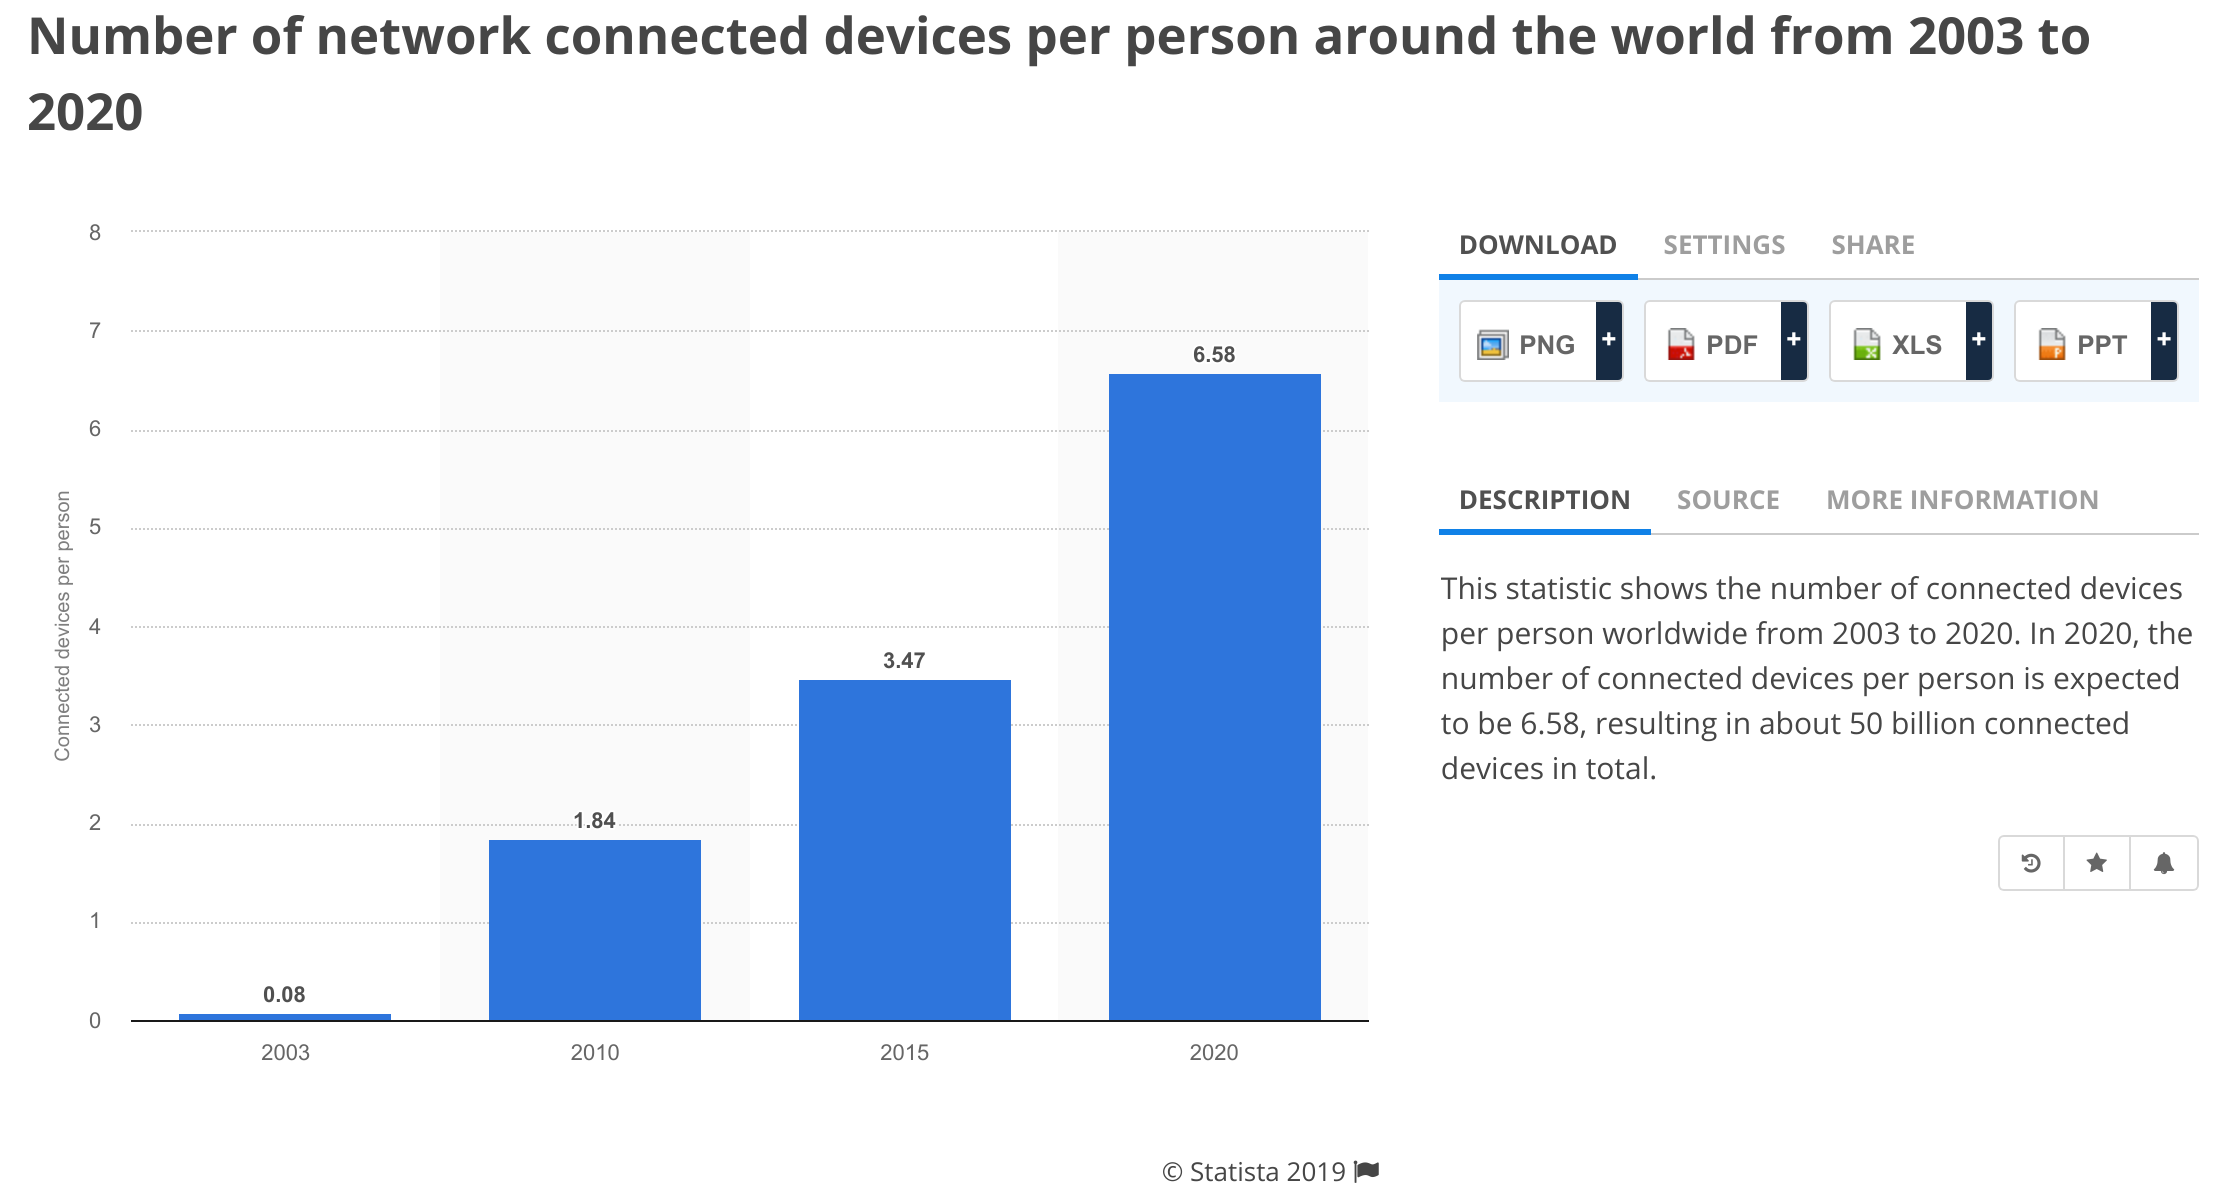 Number of network connected devices per person around the world from 2003 to
2020
8
7
6
5
4
3
2
1
0
Connected devices per person
0.08
1.84
3.47
6.58
2003
2010
2015
2020
© Statista 2019
DOWNLOAD SETTINGS SHARE
PNG + PDF + XLS + PPT +
DESCRIPTION SOURCE MORE INFORMATION
This statistic shows the number of connected devices
per person worldwide from 2003 to 2020. In 2020, the
number of connected devices per person is expected
to be 6.58, resulting in about 50 billion connected
devices in total.